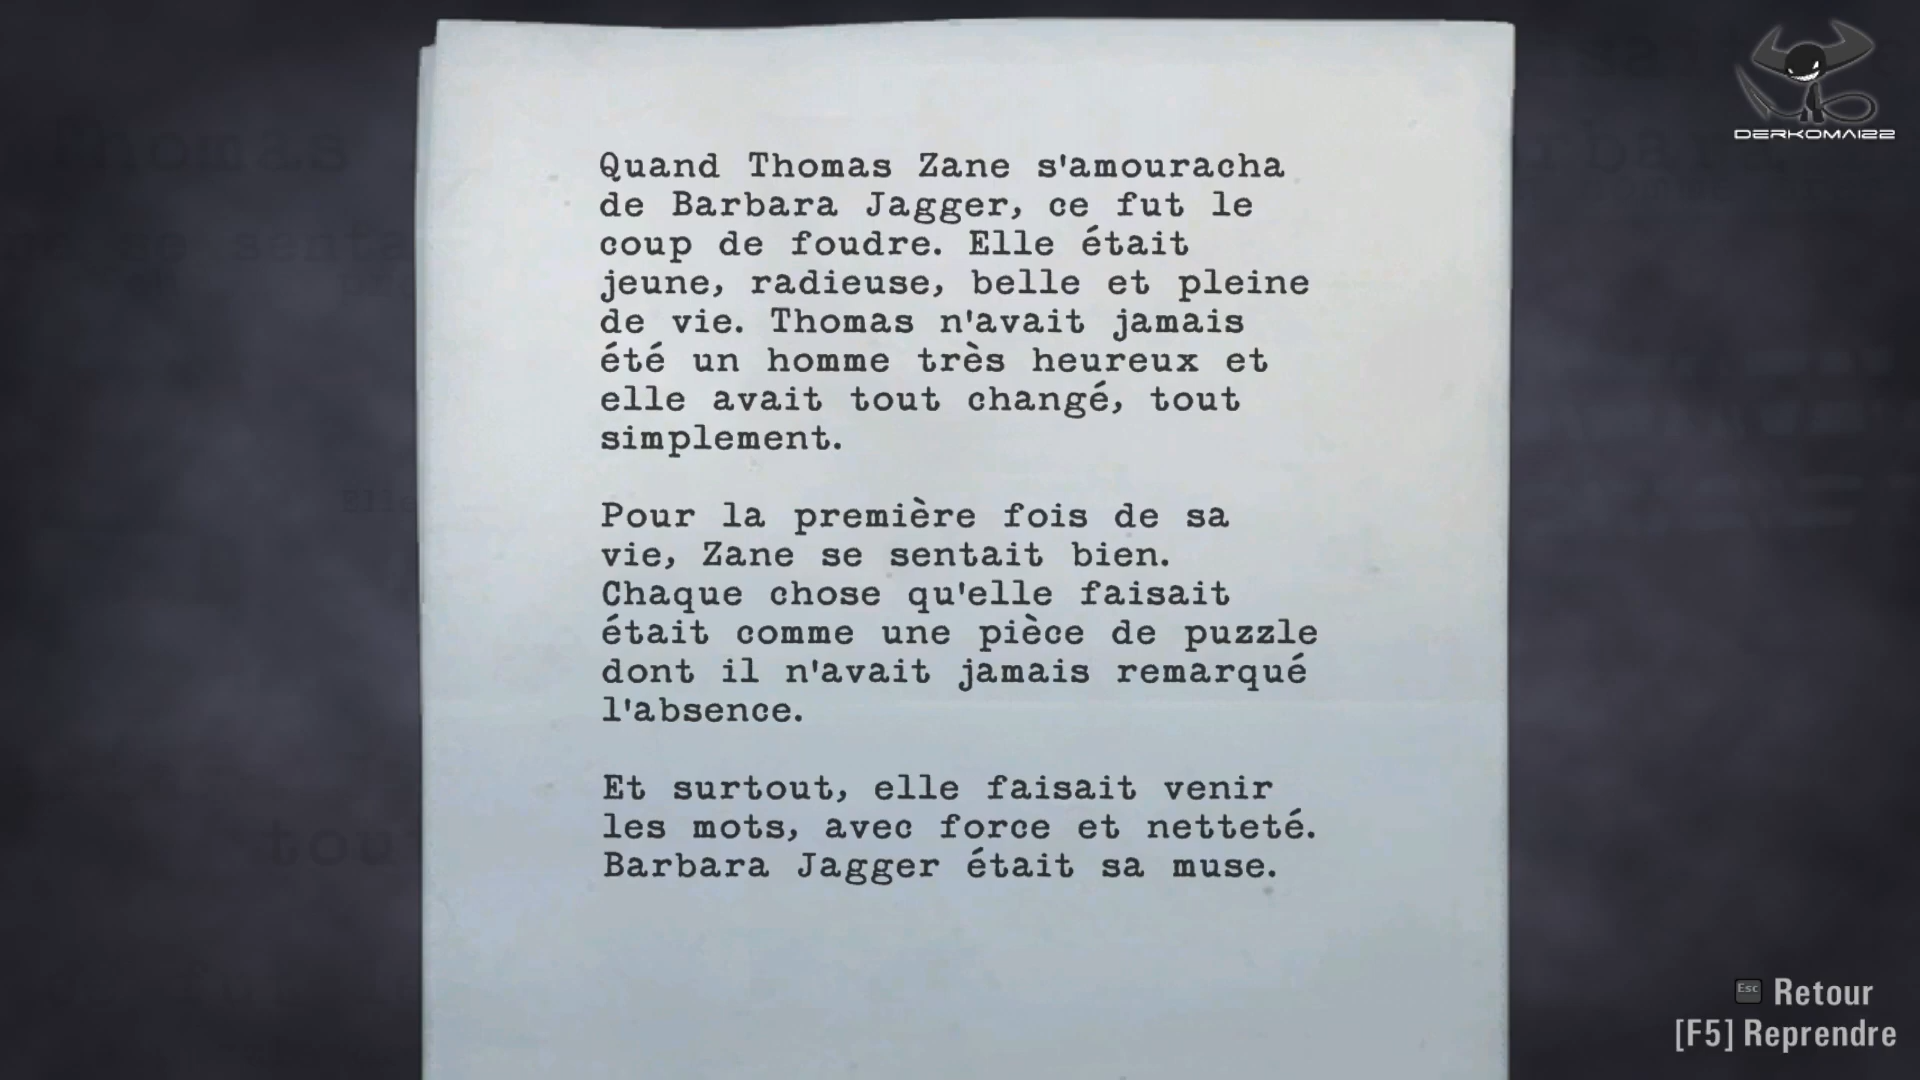 Quand Thomas Zane s'amouracha
de Barbara Jagger, ce fut le
coup de foudre. Elle était
jeune, radieuse, belle et pleine
de vie. Thomas n'avait jamais
été un homme très heureux et
elle avait tout changé, tout
simplement.
Pour la première fois de sa
vie, Zane se sentait bien.
Chaque chose qu'elle faisait
était comme une pièce de puzzle
dont il n'avait jamais remarqué
l'absence.
Et surtout, elle faisait venir
les mots, avec force et netteté.
Barbara Jagger était sa muse.
DERKOMAI22
Esc Retour
[F5] Reprendre